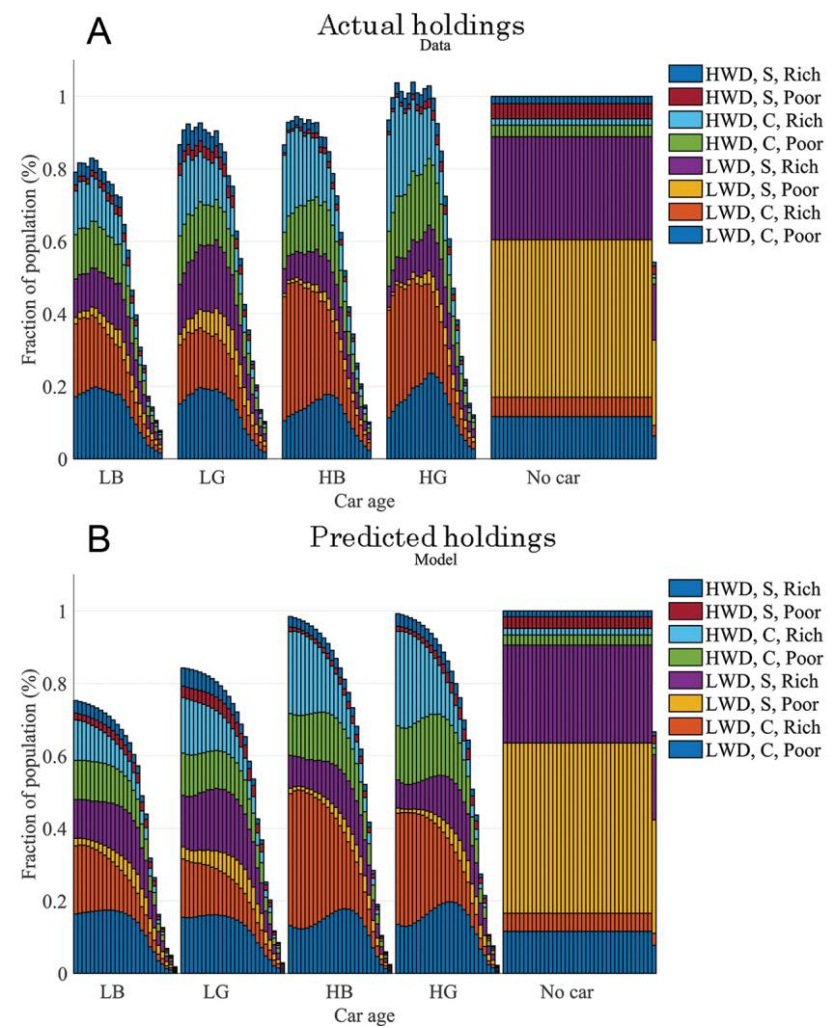 A
Actual holdings
Data
Fraction of population (%)
1
0.8
0.6
0.4
0.2
0
LB
LG
HB
HG
No car
Car age
HWD, S, Rich
HWD, S, Poor
HWD, C, Rich
HWD, C, Poor
LWD, S, Rich
LWD, S, Poor
LWD, C, Rich
LWD, C, Poor
B
Predicted holdings
Model
Fraction of population (%)
1
0.8
0.6
0.4
0.2
0
LB
LG
HB
HG
No car
Car age
HWD, S, Rich
HWD, S, Poor
HWD, C, Rich
HWD, C, Poor
LWD, S, Rich
LWD, S, Poor
LWD, C, Rich
LWD, C, Poor